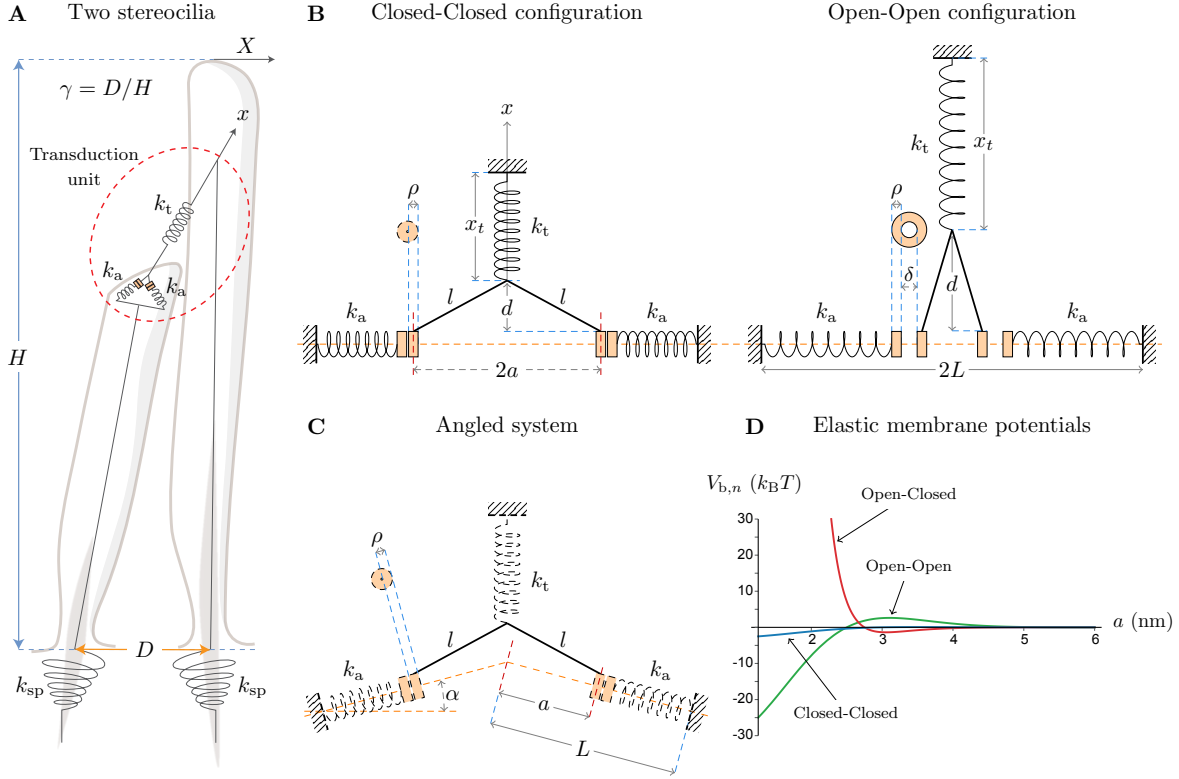 A Two stereocilia
X
γ = D/H
x
Transduction
unit
k_t
k_a
k_a
H
D
k_sp
k_sp
B Closed-Closed configuration
x
ρ
x_t
k_t
l
l
d
k_a
k_a
2a
Open-Open configuration
k_t
x_t
ρ
δ
d
k_a
k_a
2L
C Angled system
ρ
k_t
l
l
k_a
k_a
α
a
L
D Elastic membrane potentials
V_b,n (k_BT)
Open-Closed
Open-Open
Closed-Closed
30
20
10
-10
-20
-30
2 3 4 5 6
a (nm)